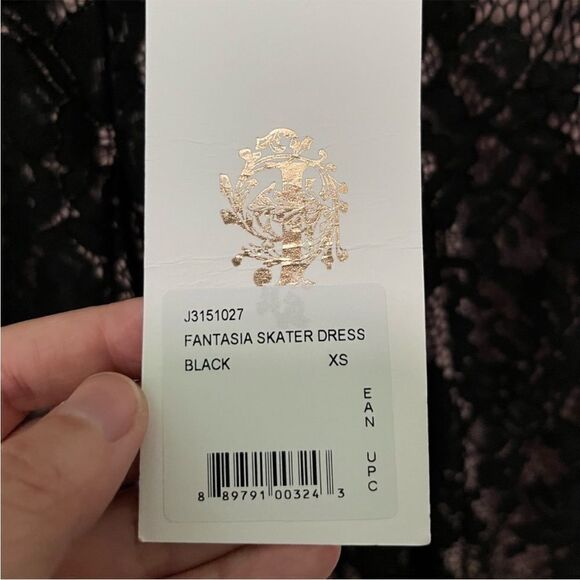 J3151027
FANTASIA SKATER DRESS
BLACK XS
EAN UPC
8 89791 00324 3